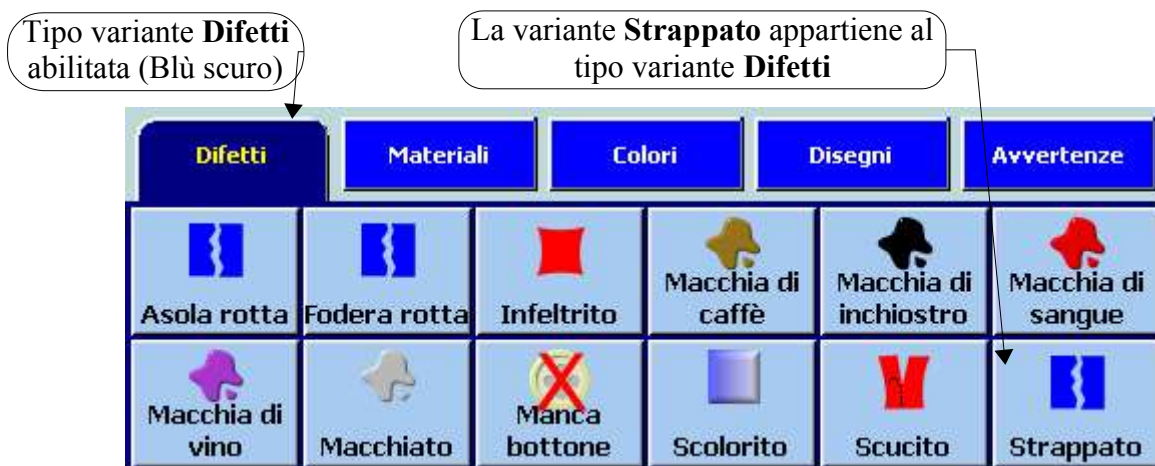 Tipo variante Difetti
abilitata (Blù scuro)
La variante Strappato appartiene al
tipo variante Difetti
Difetti
Materiali
Colori
Disegni
Avvertenze
Asola rotta
Fodera rotta
Infeltrito
Macchia di
caffè
Macchia di
inchiostro
Macchia di
sangue
Macchia di
vino
Macchiato
Manca
bottone
Scolorito
Scucito
Strappato